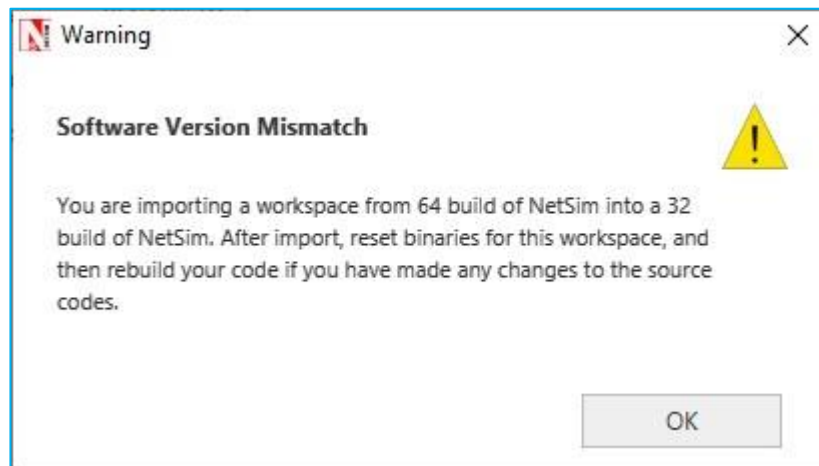 Warning
Software Version Mismatch
You are importing a workspace from 64 build of NetSim into a 32
build of NetSim. After import, reset binaries for this workspace, and
then rebuild your code if you have made any changes to the source
codes.
OK